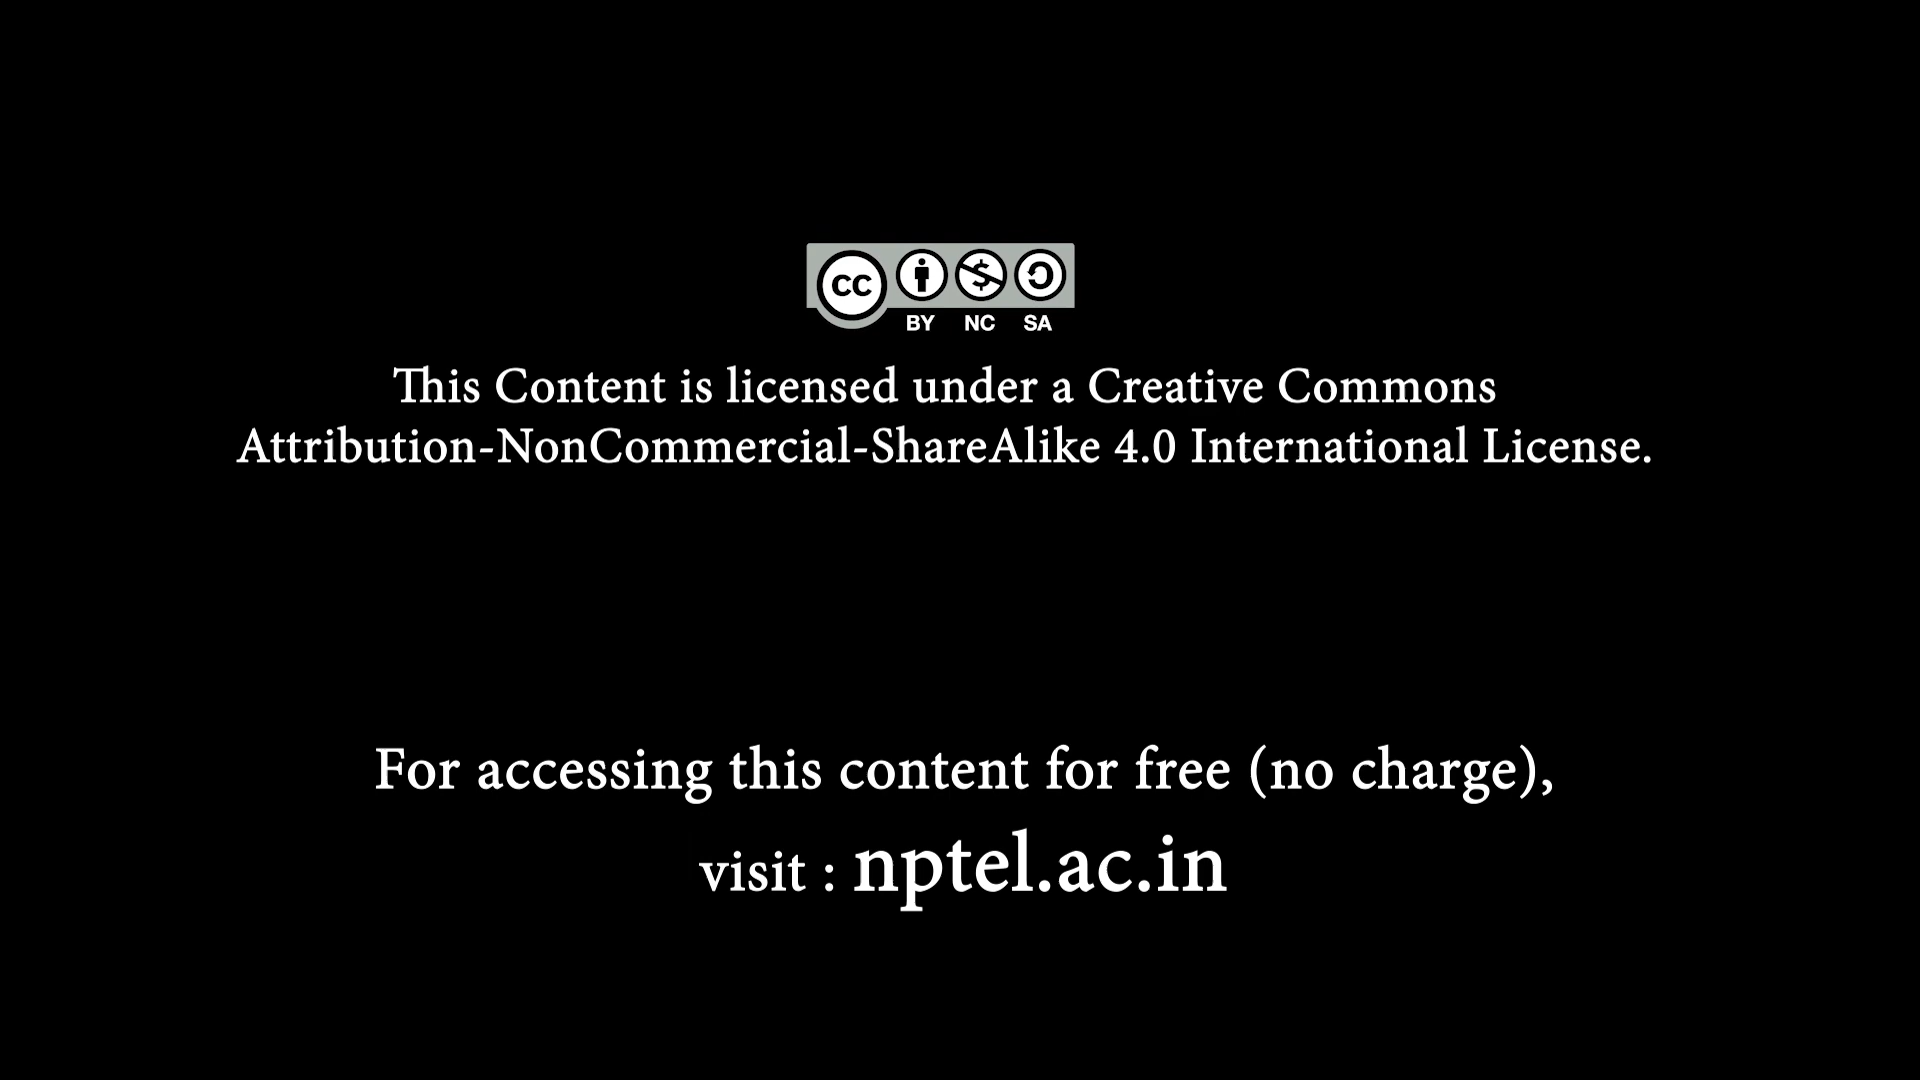 cc
BY NC SA
This Content is licensed under a Creative Commons
Attribution-NonCommercial-ShareAlike 4.0 International License.
For accessing this content for free (no charge),
visit : nptel.ac.in